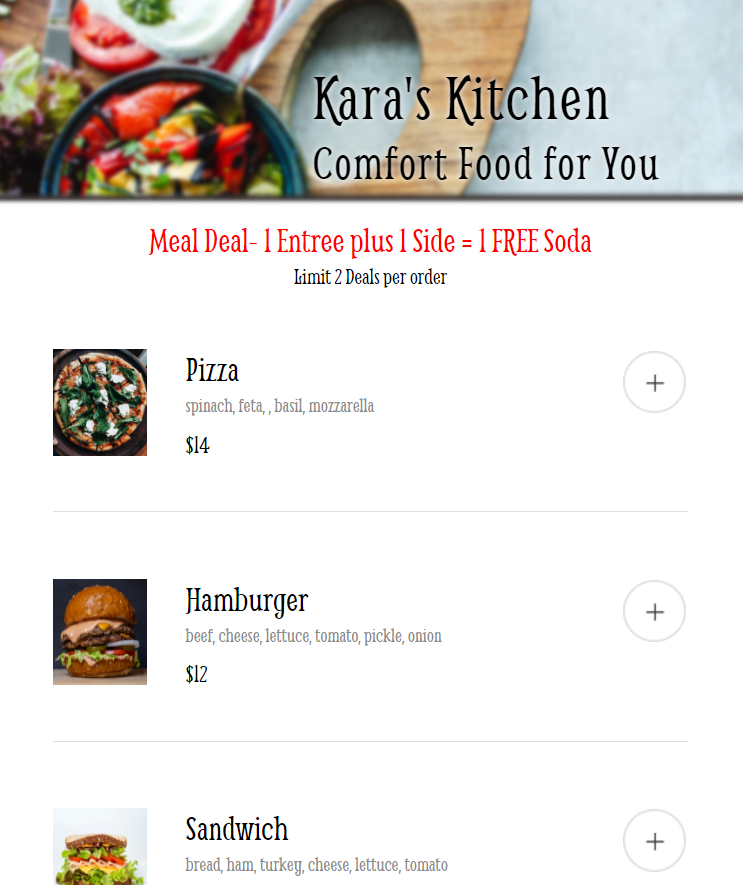 Kara's Kitchen
Comfort Food for You
Meal Deal- 1 Entree plus 1 Side = 1 FREE Soda
Limit 2 Deals per order
Pizza
spinach, feta, , basil, mozzarella
$14
Hamburger
beef, cheese, lettuce, tomato, pickle, onion
$12
Sandwich
bread, ham, turkey, cheese, lettuce, tomato